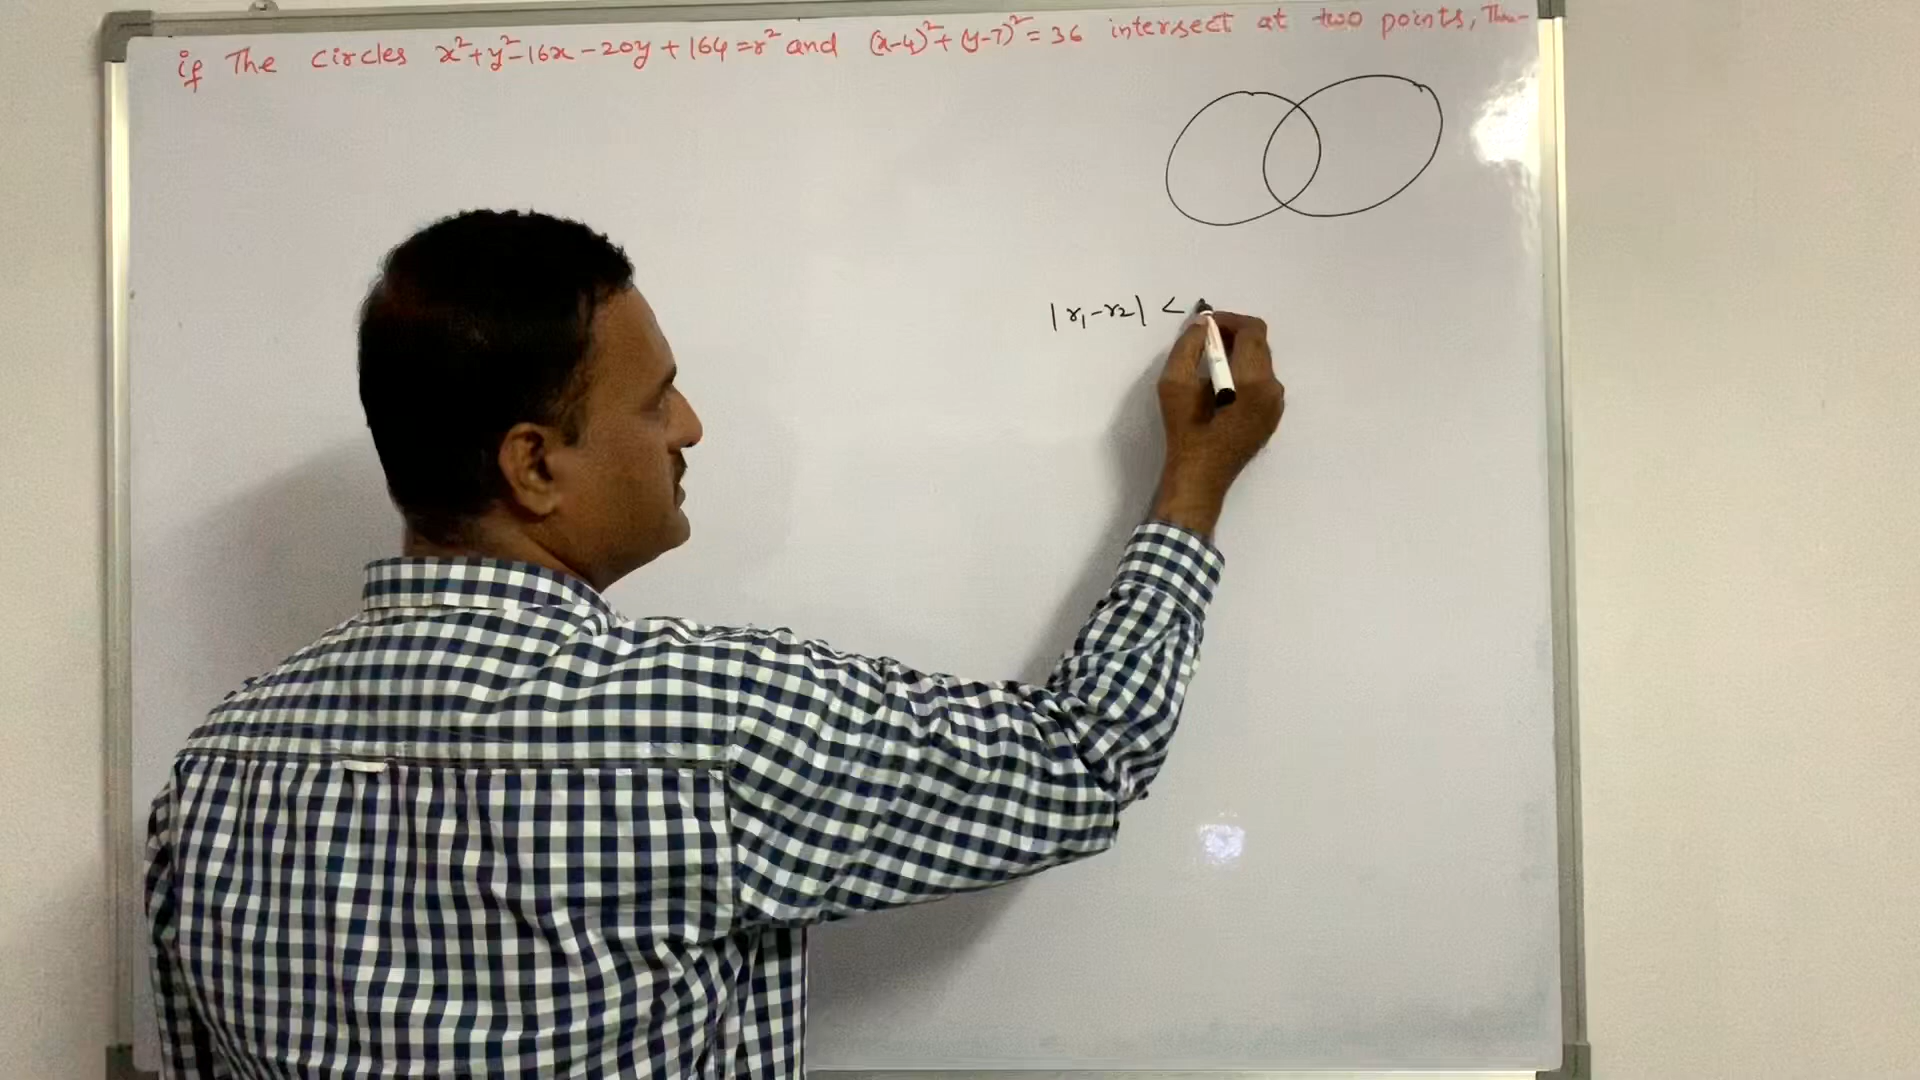 if The circles x²+y²-16x-20y+164=r² and (x-4)²+(y-7)²=36 intersect at two points, Then
|r₁-r₂| <